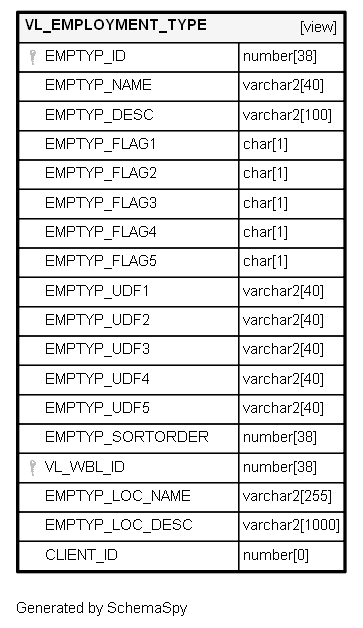 VL_EMPLOYMENT_TYPE [view]
EMPTYP_ID number[38]
EMPTYP_NAME varchar2[40]
EMPTYP_DESC varchar2[100]
EMPTYP_FLAG1 char[1]
EMPTYP_FLAG2 char[1]
EMPTYP_FLAG3 char[1]
EMPTYP_FLAG4 char[1]
EMPTYP_FLAG5 char[1]
EMPTYP_UDF1 varchar2[40]
EMPTYP_UDF2 varchar2[40]
EMPTYP_UDF3 varchar2[40]
EMPTYP_UDF4 varchar2[40]
EMPTYP_UDF5 varchar2[40]
EMPTYP_SORTORDER number[38]
VL_WBL_ID number[38]
EMPTYP_LOC_NAME varchar2[255]
EMPTYP_LOC_DESC varchar2[1000]
CLIENT_ID number[0]
Generated by SchemaSpy